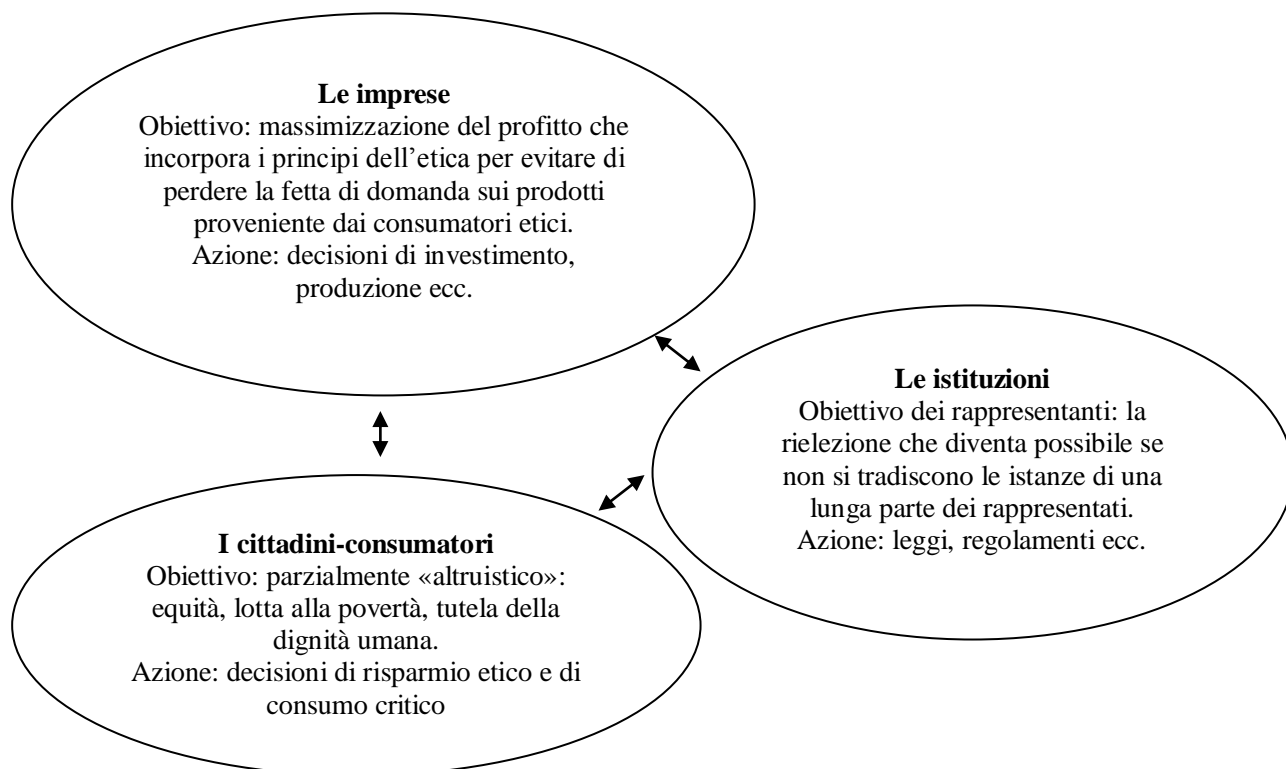 Le imprese
Obiettivo: massimizzazione del profitto che
incorpora i principi dell’etica per evitare di
perdere la fetta di domanda sui prodotti
proveniente dai consumatori etici.
Azione: decisioni di investimento,
produzione ecc.
Le istituzioni
Obiettivo dei rappresentanti: la
rielezione che diventa possibile se
non si tradiscono le istanze di una
lunga parte dei rappresentati.
Azione: leggi, regolamenti ecc.
I cittadini-consumatori
Obiettivo: parzialmente «altruistico»:
equità, lotta alla povertà, tutela della
dignità umana.
Azione: decisioni di risparmio etico e di
consumo critico